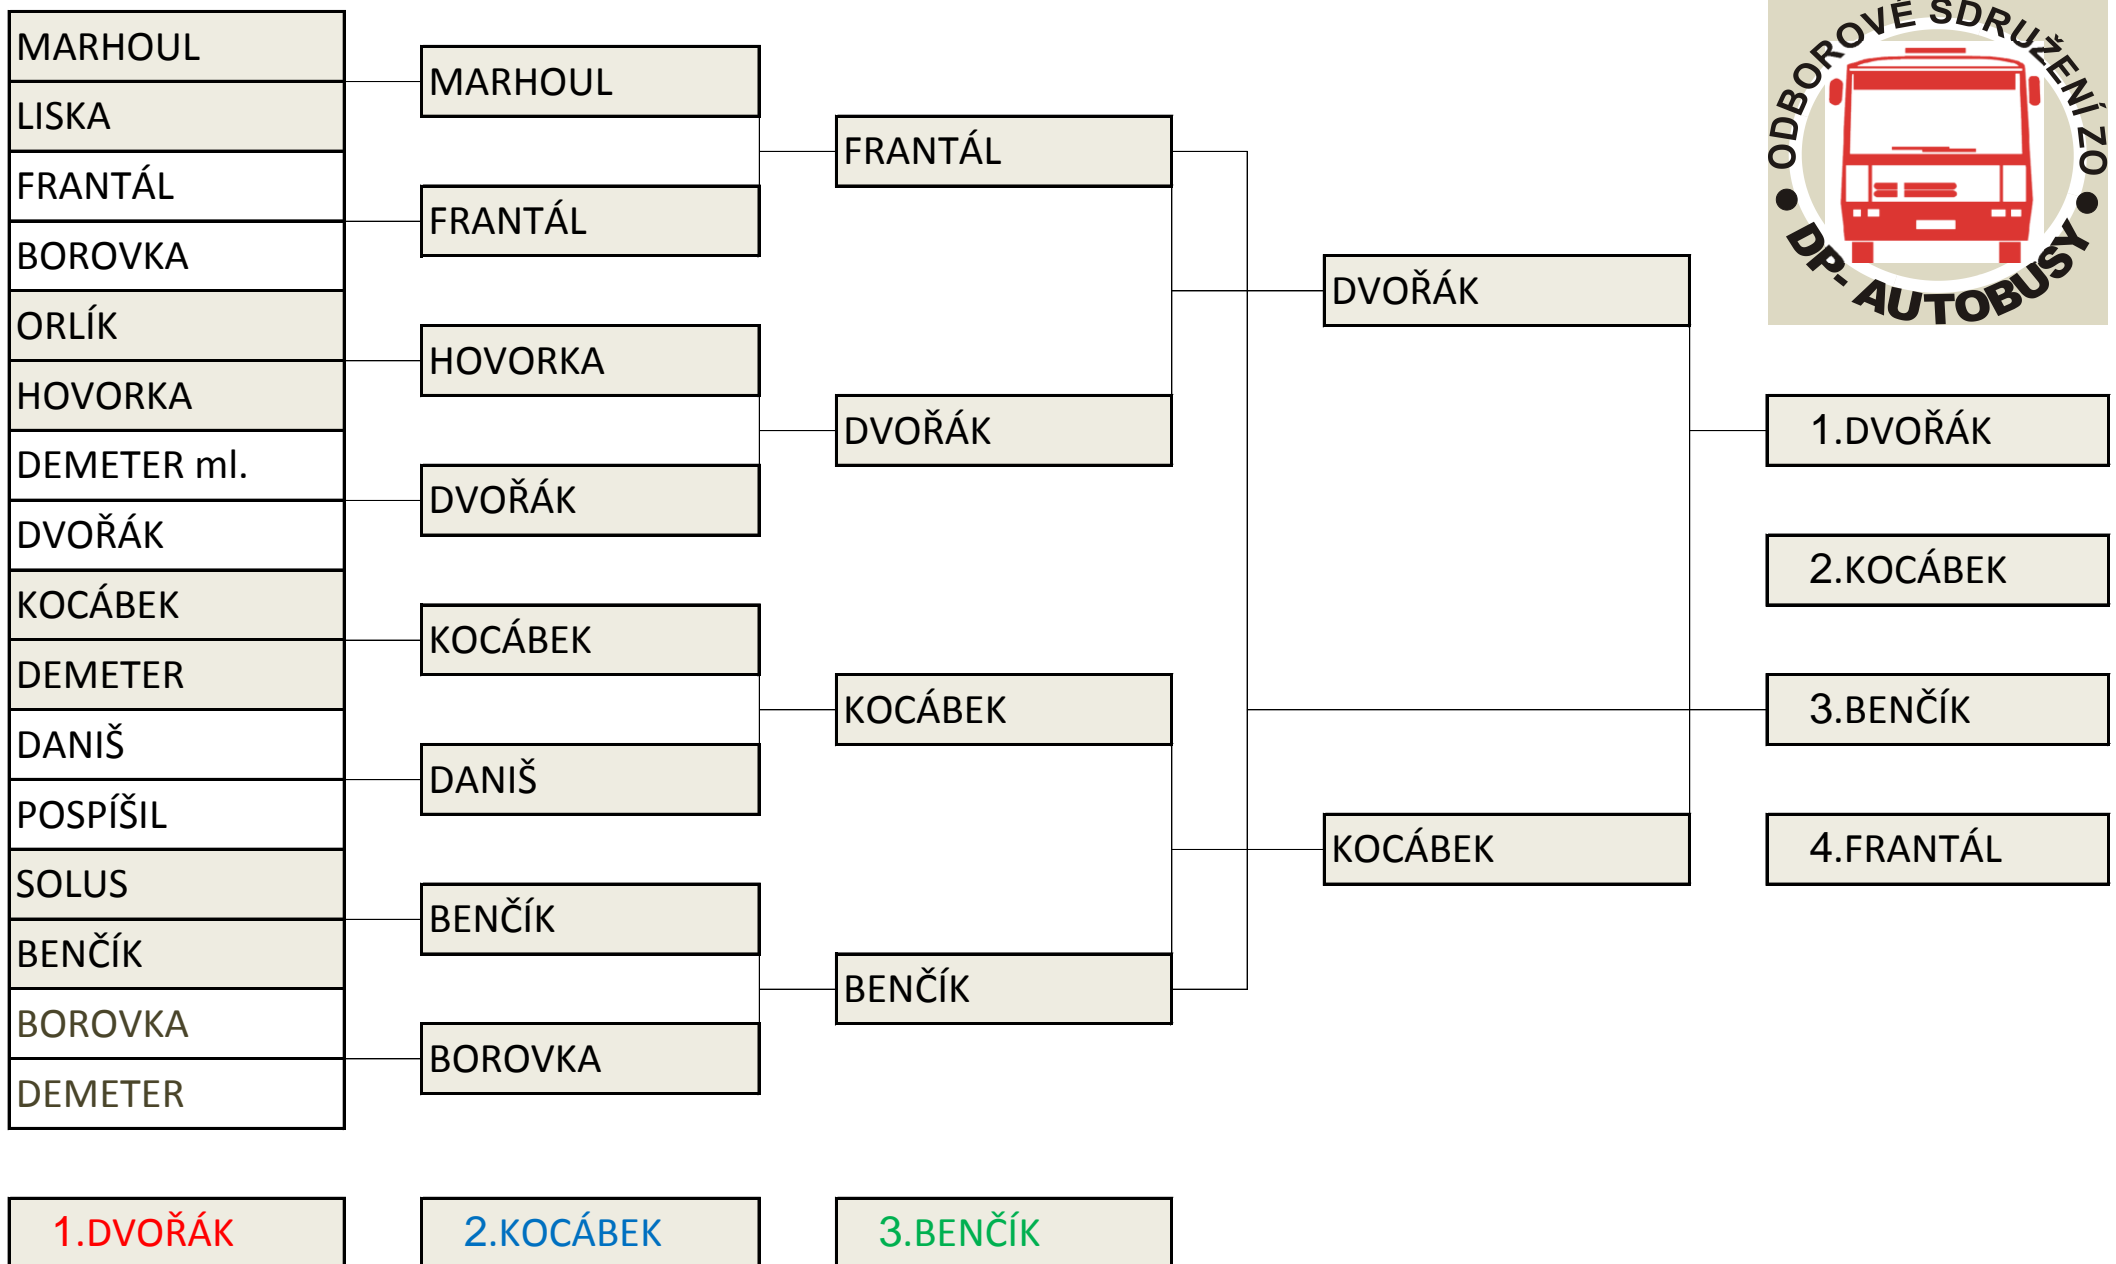 MARHOUL
LISKA
FRANTÁL
BOROVKA
ORLÍK
HOVORKA
DEMETER ml.
DVOŘÁK
KOCÁBEK
DEMETER
DANIŠ
POSPÍŠIL
SOLUS
BENČÍK
BOROVKA
DEMETER
MARHOUL
FRANTÁL
HOVORKA
DVOŘÁK
KOCÁBEK
DANIŠ
BENČÍK
BOROVKA
FRANTÁL
DVOŘÁK
KOCÁBEK
BENČÍK
DVOŘÁK
KOCÁBEK
ODBOROVÉ SDRUŽENÍ ZO
DP- AUTOBUSY
1.DVOŘÁK
2.KOCÁBEK
3.BENČÍK
4.FRANTÁL
1.DVOŘÁK
2.KOCÁBEK
3.BENČÍK